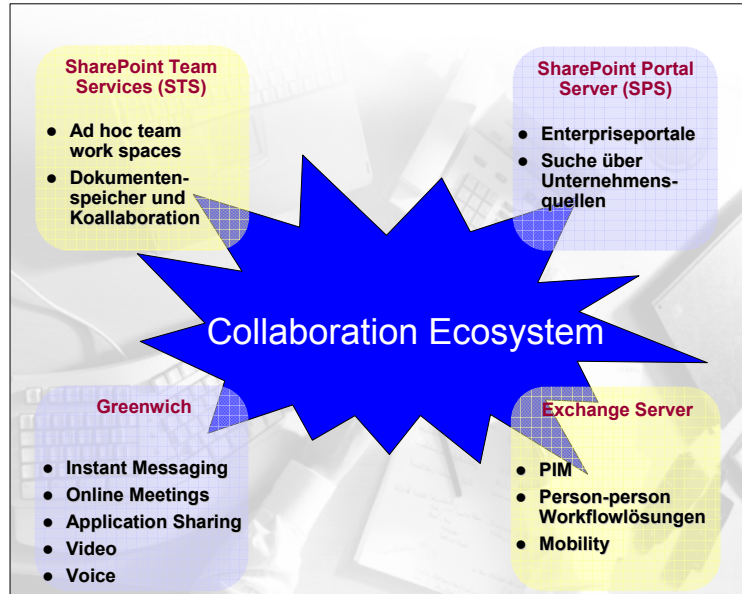 SharePoint Team
Services (STS)
● Ad hoc team
work spaces
● Dokumenten-
speicher und
Koallaboration
SharePoint Portal
Server (SPS)
● Enterpriseportale
● Suche über
Unternehmens-
quellen
Collaboration Ecosystem
Greenwich
● Instant Messaging
● Online Meetings
● Application Sharing
● Video
● Voice
Exchange Server
● PIM
● Person-person
Workflowlösungen
● Mobility